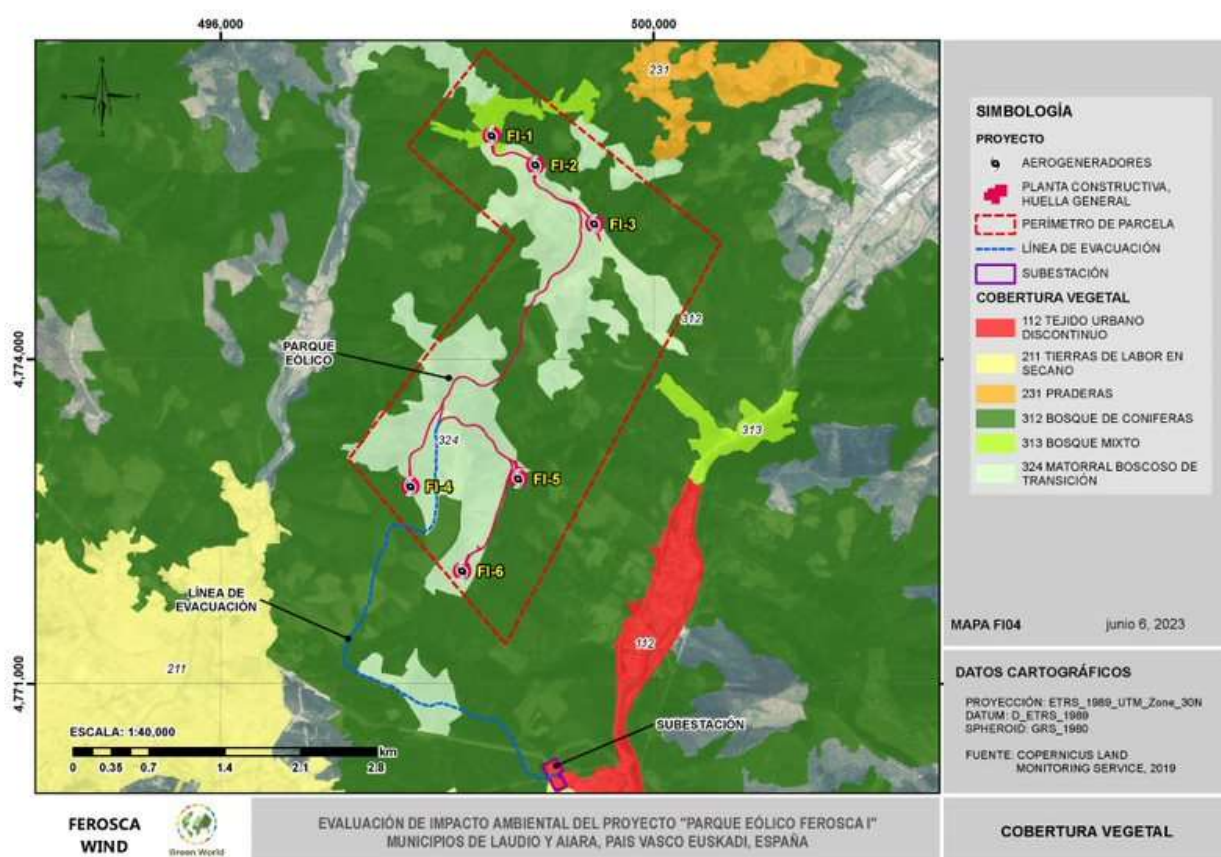 496,000
500,000
231
FI-1
FI-2
FI-3
312
4,774,000
PARQUE
EÓLICO
313
324
FI-4
FI-5
FI-6
LÍNEA DE
EVACUACIÓN
112
211
4,771,000
SUBESTACIÓN
ESCALA: 1:40,000
km
0 0.35 0.7 1.4 2.1 2.8
SIMBOLOGÍA
PROYECTO
AEROGENERADORES
PLANTA CONSTRUCTIVA,
HUELLA GENERAL
PERÍMETRO DE PARCELA
LÍNEA DE EVACUACIÓN
SUBESTACIÓN
COBERTURA VEGETAL
112 TEJIDO URBANO
DISCONTINUO
211 TIERRAS DE LABOR EN
SECANO
231 PRADERAS
312 BOSQUE DE CONIFERAS
313 BOSQUE MIXTO
324 MATORRAL BOSCOSO DE
TRANSICIÓN
MAPA FI04 junio 6, 2023
DATOS CARTOGRÁFICOS
PROYECCIÓN: ETRS_1989_UTM_Zone_30N
DATUM: D_ETRS_1989
SPHEROID: GRS_1980
FUENTE: COPERNICUS LAND
MONITORING SERVICE, 2019
FEROSCA
WIND
Green World
EVALUACIÓN DE IMPACTO AMBIENTAL DEL PROYECTO "PARQUE EÓLICO FEROSCA I"
MUNICIPIOS DE LAUDIO Y AIARA, PAIS VASCO EUSKADI, ESPAÑA
COBERTURA VEGETAL